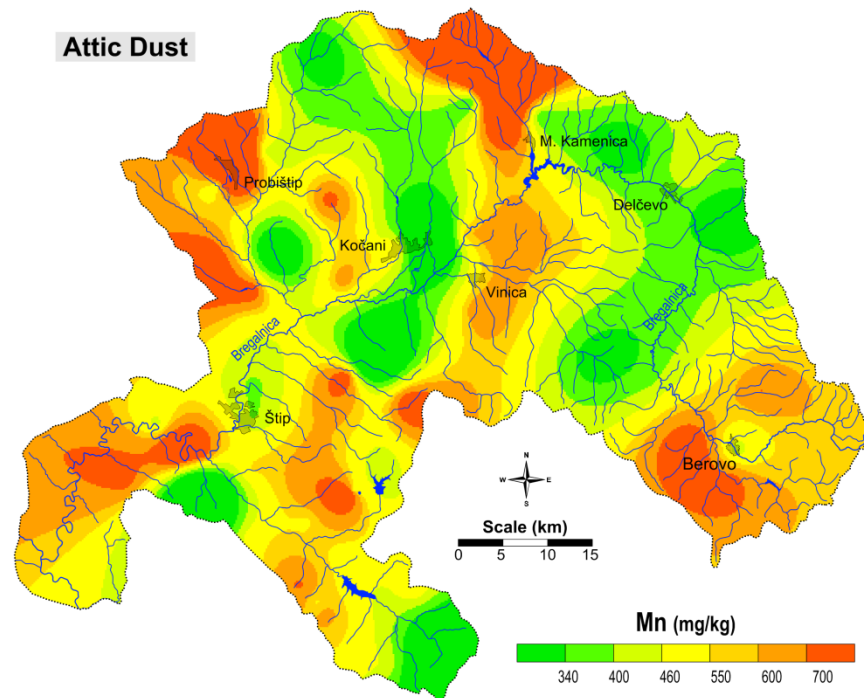 Attic Dust
M. Kamenica
Probištip
Delčevo
Kočani
Vinica
Bregalnica
Bregalnica
Štip
Berovo
N
W E
S
Scale (km)
0 5 10 15
Mn (mg/kg)
340 400 460 550 600 700